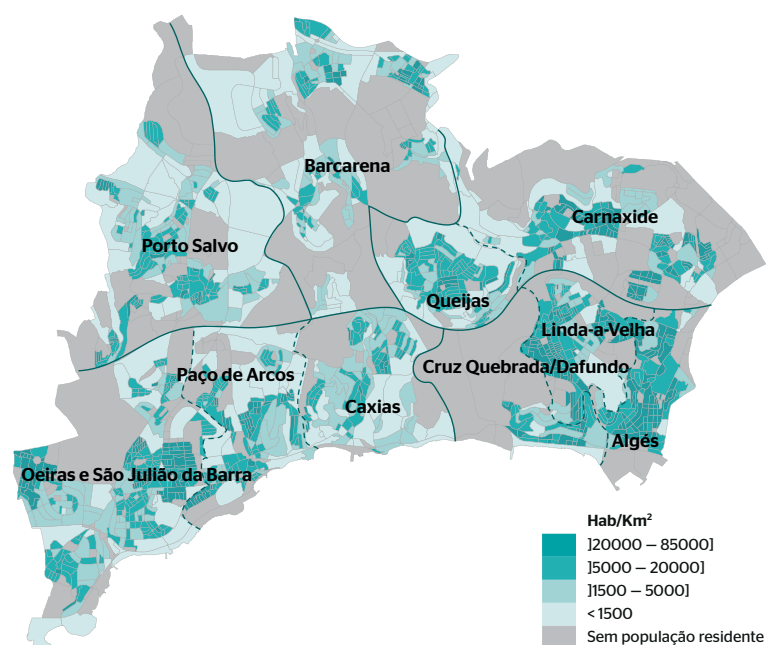 Barcarena
Carnaxide
Porto Salvo
Queijas
Linda-a-Velha
Cruz Quebrada/Dafundo
Paço de Arcos
Caxias
Algés
Oeiras e São Julião da Barra
Hab/Km²
]20000 – 85000]
]5000 – 20000]
]1500 – 5000]
< 1500
Sem população residente